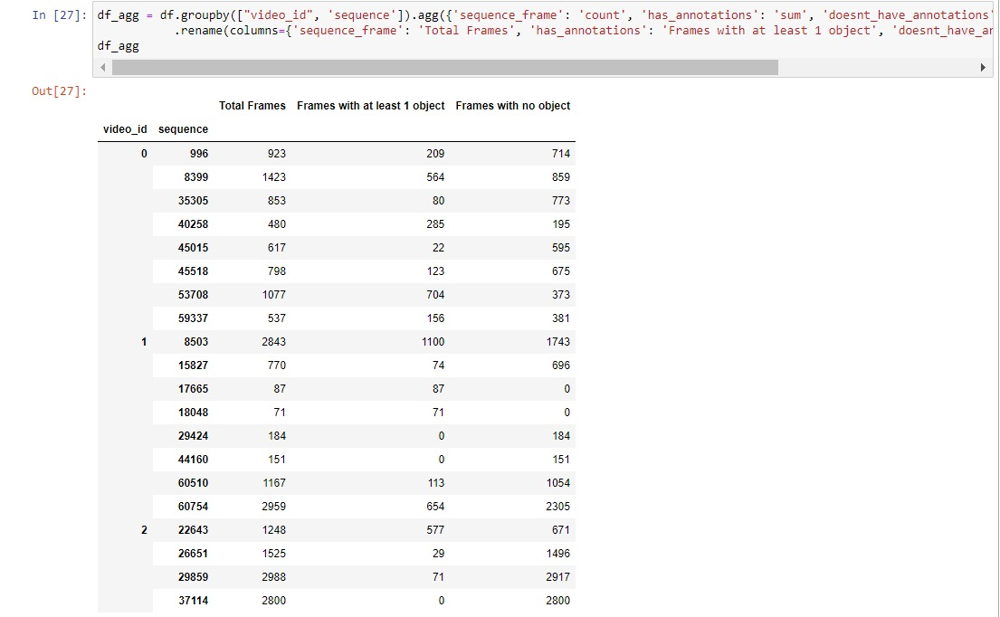 In [27]: df_agg = df.groupby(["video_id", 'sequence']).agg({'sequence_frame': 'count', 'has_annotations': 'sum', 'doesnt_have_annotations'
.rename(columns={'sequence_frame': 'Total Frames', 'has_annotations': 'Frames with at least 1 object', 'doesnt_have_an
df_agg
Out[27]:
Total Frames Frames with at least 1 object Frames with no object
video_id sequence
0 996 923 209 714
8399 1423 564 859
35305 853 80 773
40258 480 285 195
45015 617 22 595
45518 798 123 675
53708 1077 704 373
59337 537 156 381
1 8503 2843 1100 1743
15827 770 74 696
17665 87 87 0
18048 71 71 0
29424 184 0 184
44160 151 0 151
60510 1167 113 1054
60754 2959 654 2305
2 22643 1248 577 671
26651 1525 29 1496
29859 2988 71 2917
37114 2800 0 2800